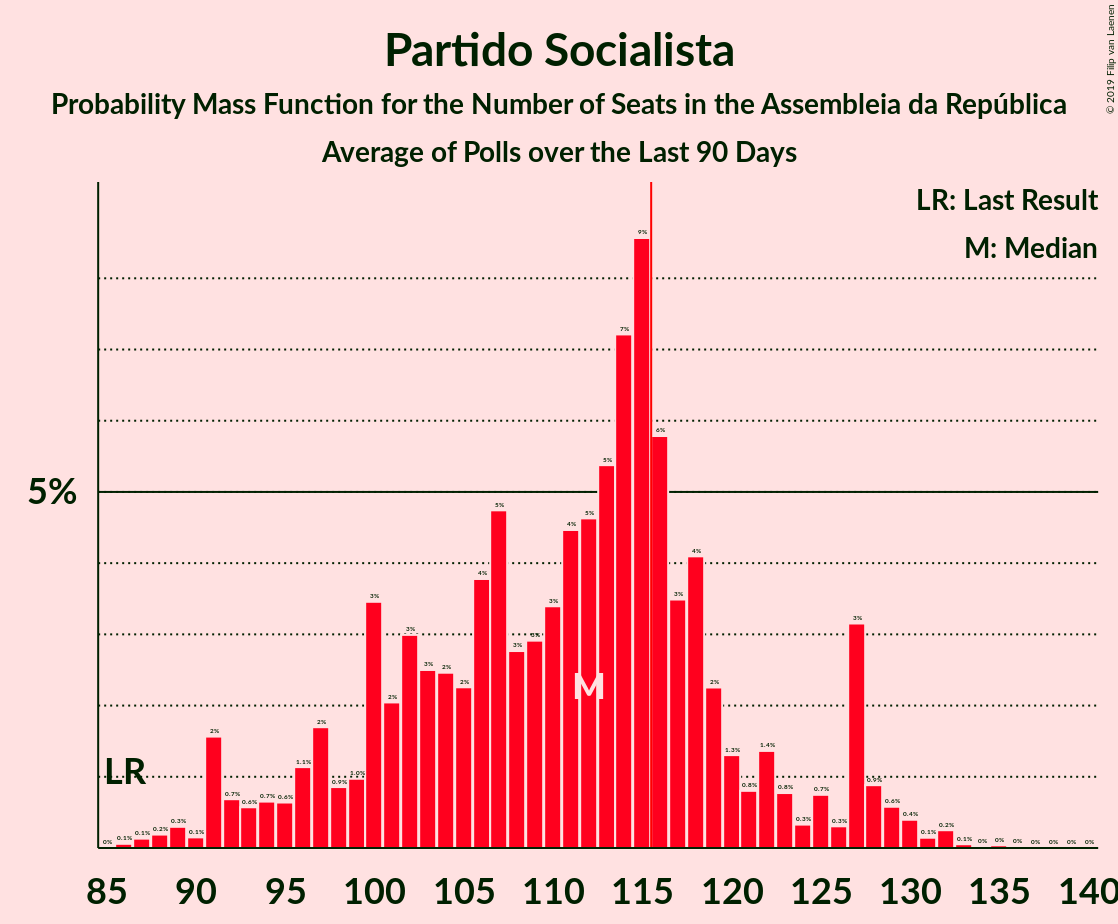 Partido Socialista
Probability Mass Function for the Number of Seats in the Assembleia da República
Average of Polls over the Last 90 Days
© 2019 Filip van Laenen
LR: Last Result
M: Median
5%
LR
M
0% 0.1% 0.1% 0.2% 0.3% 0.1% 2% 0.7% 0.6% 0.7% 0.6% 1.1% 2% 0.9% 1.0% 3% 2% 3% 3% 2% 2% 4% 5% 3% 3% 3% 4% 5% 5% 7% 9% 6% 3% 4% 2% 1.3% 0.8% 1.4% 0.8% 0.3% 0.7% 0.3% 3% 0.9% 0.6% 0.4% 0.1% 0.2% 0.1% 0% 0% 0% 0% 0% 0% 0%
85 90 95 100 105 110 115 120 125 130 135 140